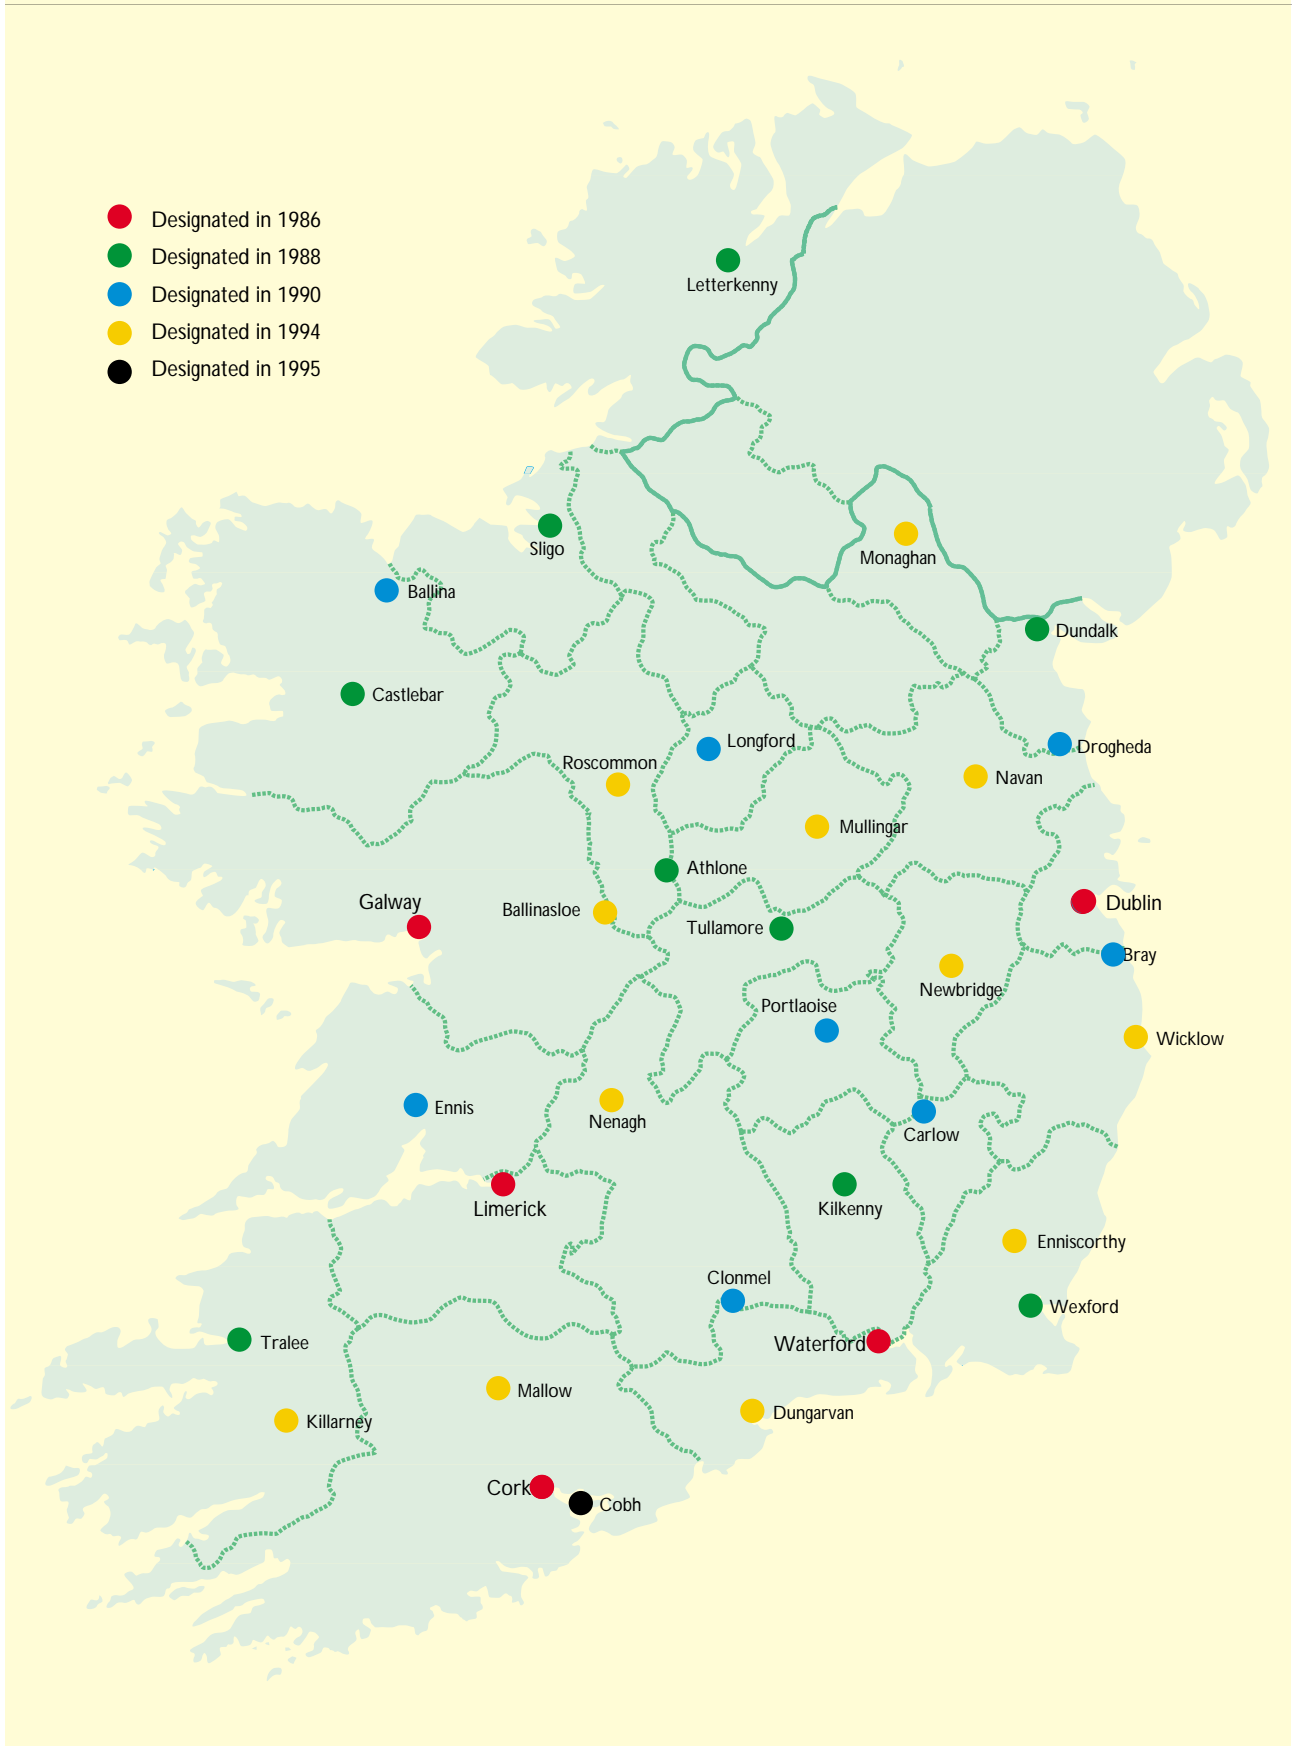 Designated in 1986
Designated in 1988
Designated in 1990
Designated in 1994
Designated in 1995
Letterkenny
Sligo
Monaghan
Ballina
Dundalk
Castlebar
Longford
Drogheda
Roscommon
Navan
Mullingar
Athlone
Galway
Ballinasloe
Dublin
Tullamore
Bray
Newbridge
Portlaoise
Wicklow
Ennis
Nenagh
Carlow
Limerick
Kilkenny
Enniscorthy
Clonmel
Wexford
Tralee
Waterford
Mallow
Dungarvan
Killarney
Cork
Cobh